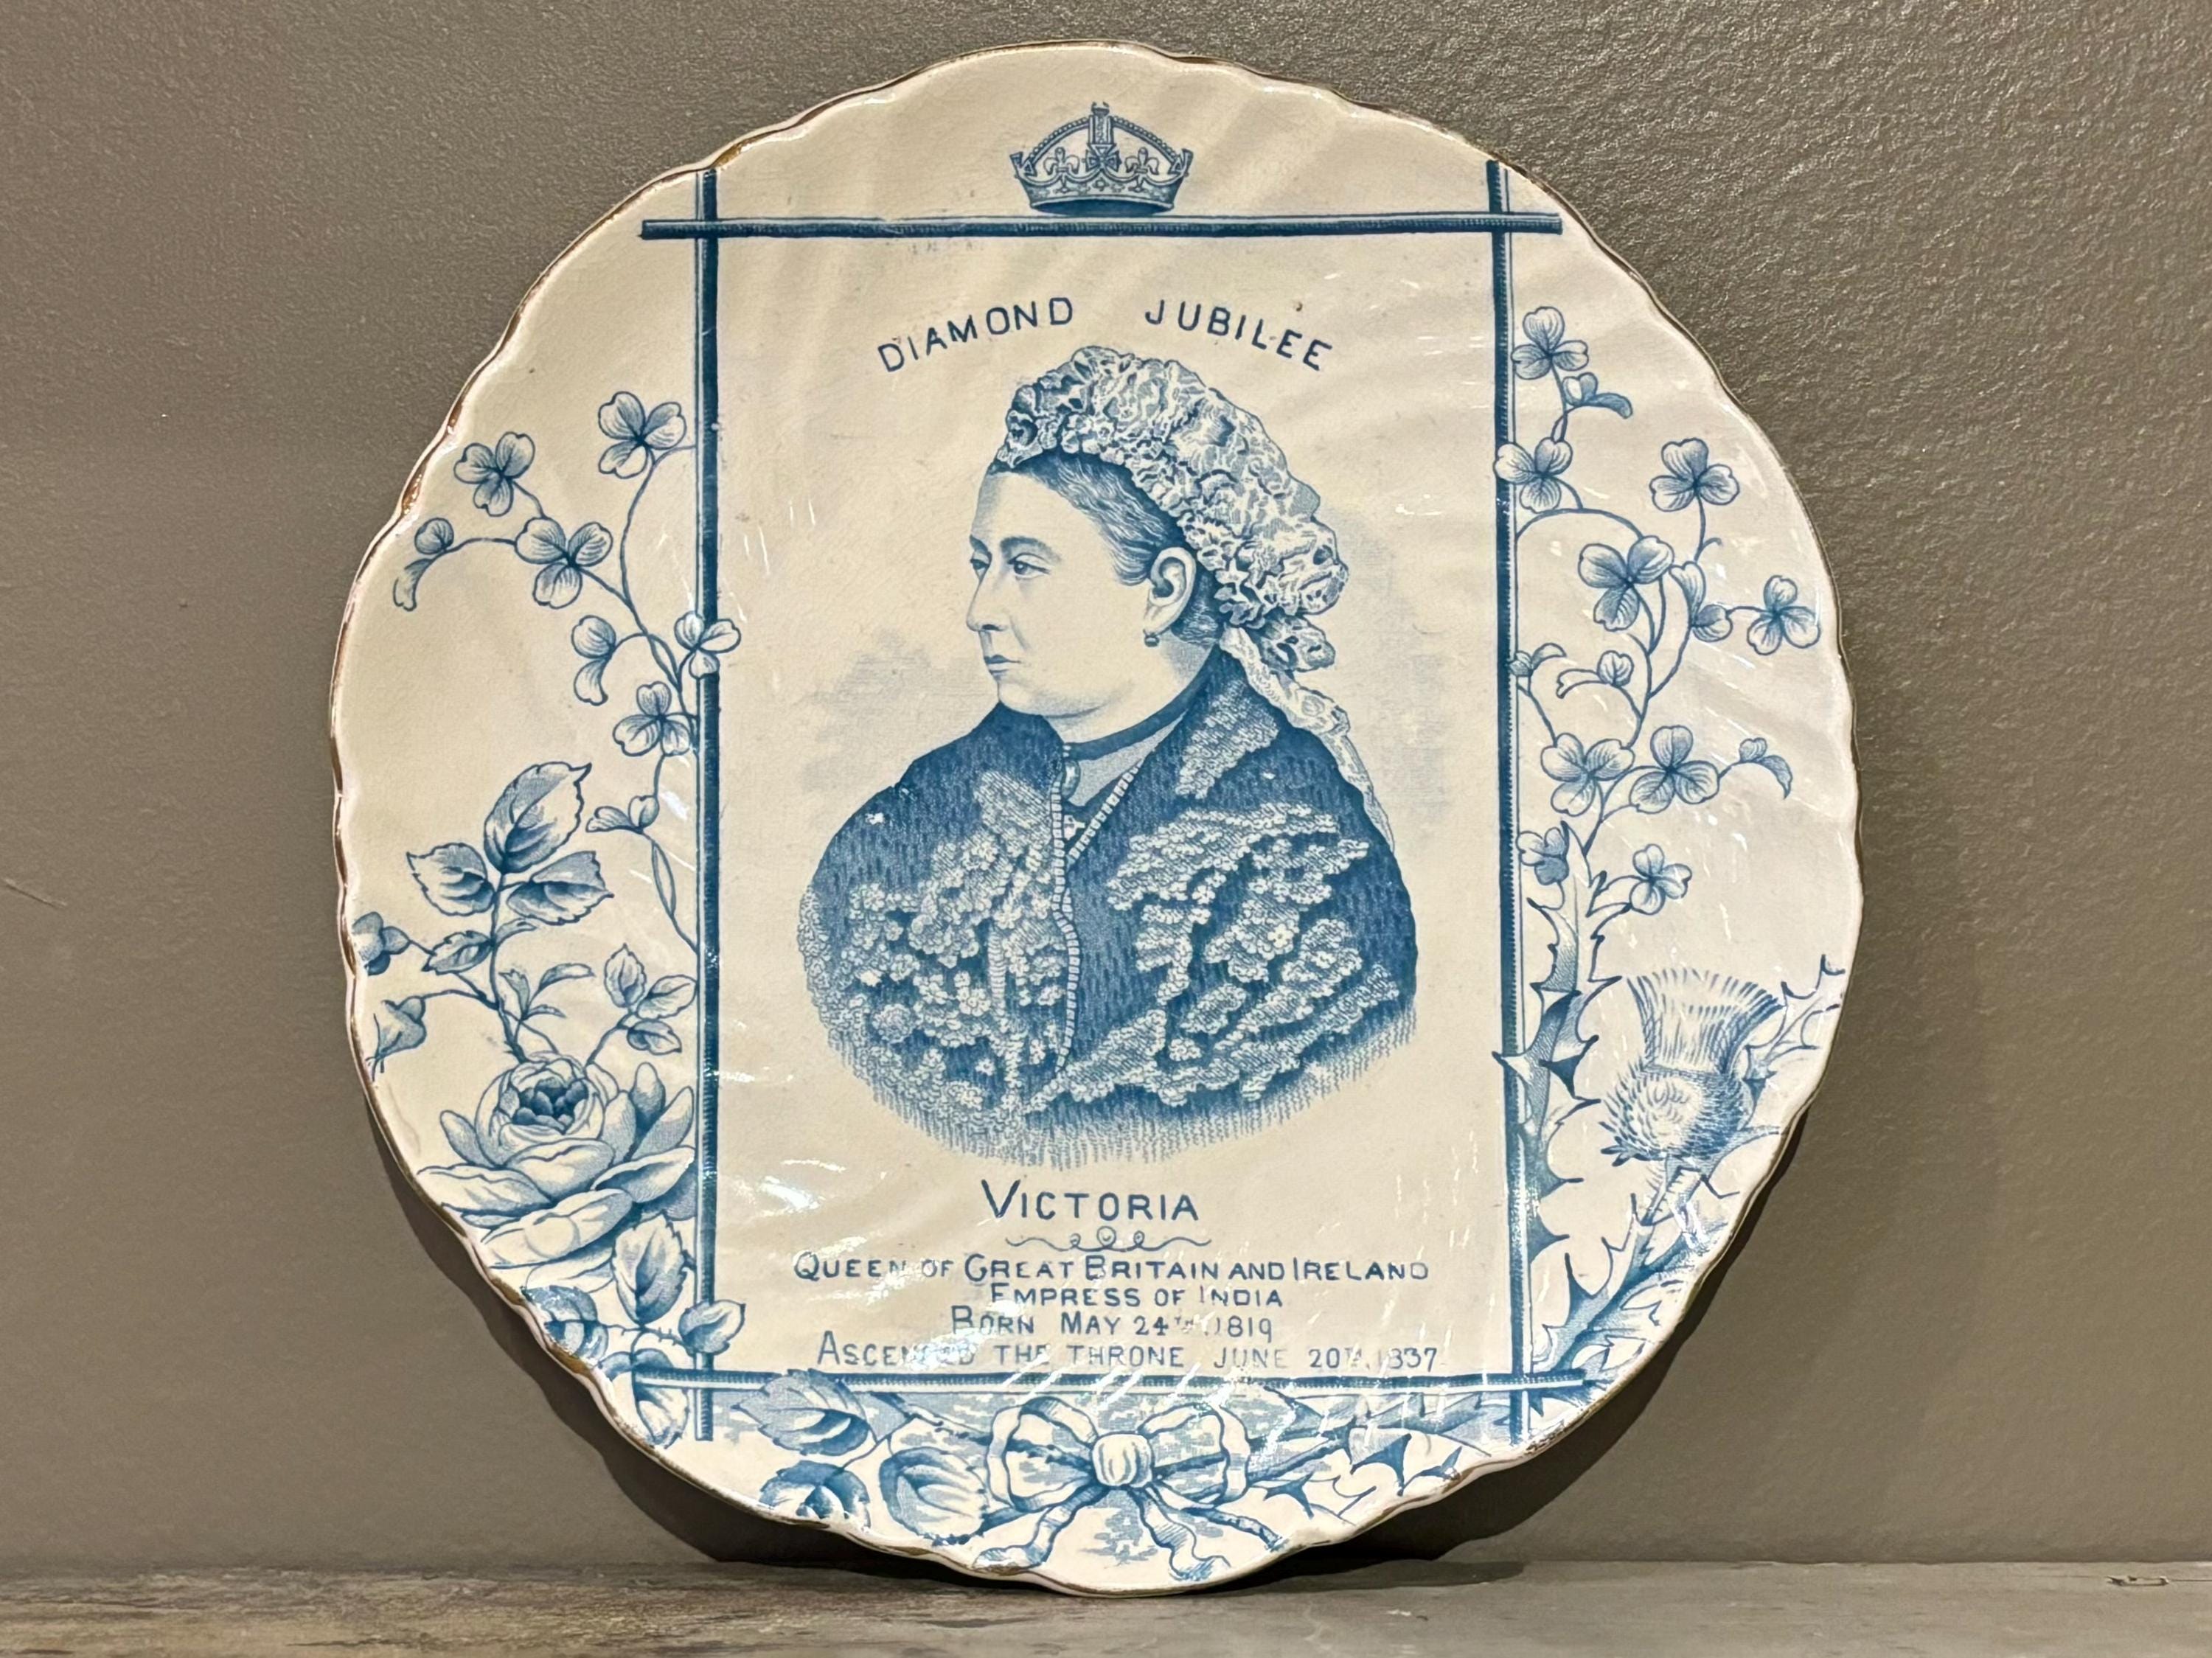 DIAMOND JUBILEE
VICTORIA
QUEEN OF GREAT BRITAIN AND IRELAND
EMPRESS OF INDIA
BORN MAY 24TH, 1819
ASCENDED THE THRONE JUNE 20TH, 1837